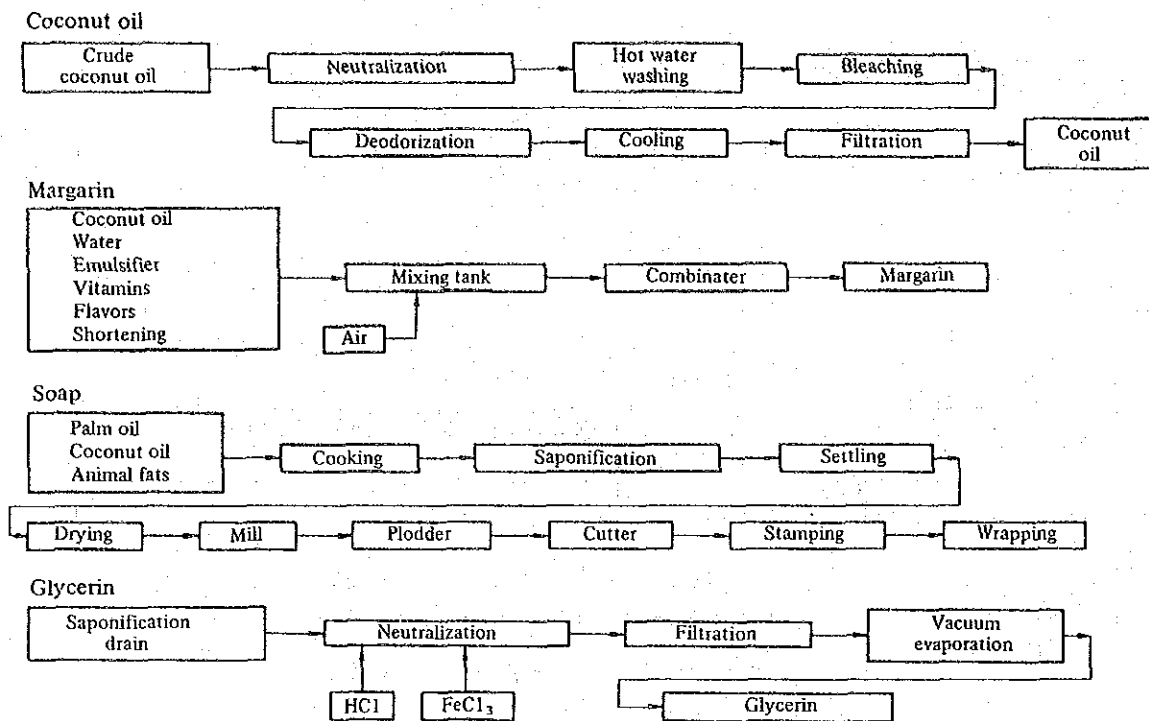 Coconut oil
Crude
coconut oil
Neutralization
Hot water
washing
Bleaching
Deodorization
Cooling
Filtration
Coconut
oil
Margarin
Coconut oil
Water
Emulsifier
Vitamins
Flavors
Shortening
Mixing tank
Combinater
Margarin
Air
Soap
Palm oil
Coconut oil
Animal fats
Cooking
Saponification
Settling
Drying
Mill
Plodder
Cutter
Stamping
Wrapping
Glycerin
Saponification
drain
Neutralization
Filtration
Vacuum
evaporation
HCl
FeCl₃
Glycerin